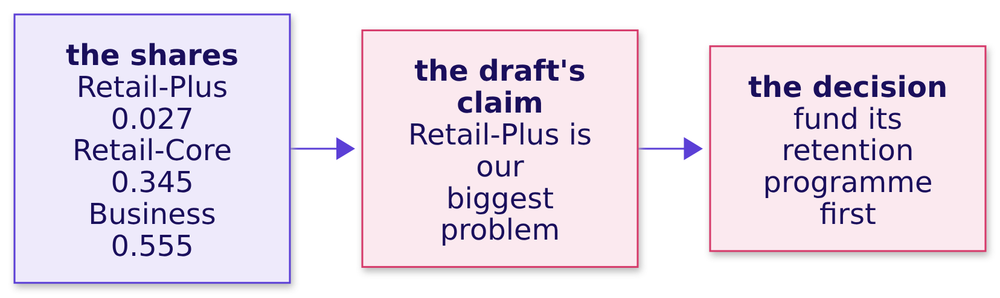 the shares
Retail-Plus
0.027
Retail-Core
0.345
Business
0.555
the draft's
claim
Retail-Plus is
our
biggest
problem
the decision
fund its
retention
programme
first